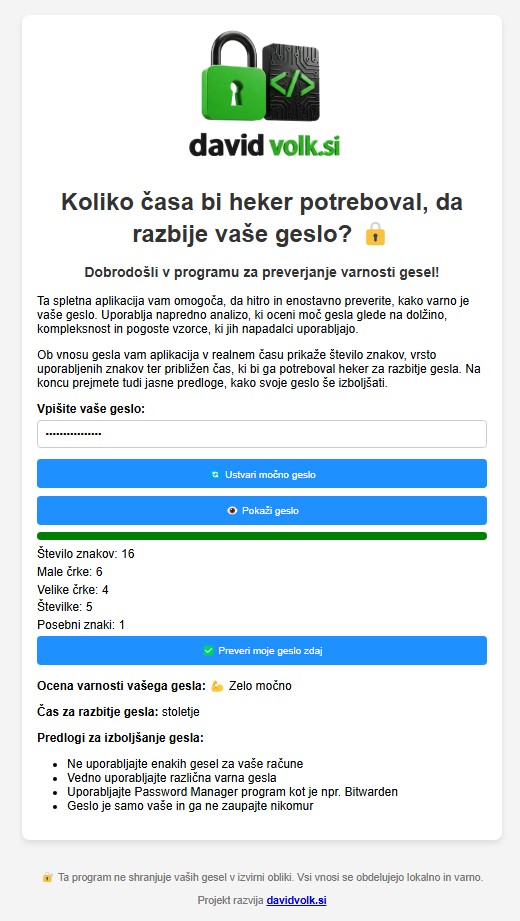 </>
david volk.si
Koliko časa bi heker potreboval, da
razbije vaše geslo? 🔒
Dobrodošli v programu za preverjanje varnosti gesel!
Ta spletna aplikacija vam omogoča, da hitro in enostavno preverite, kako varno je
vaše geslo. Uporablja napredno analizo, ki oceni moč gesla glede na dolžino,
kompleksnost in pogoste vzorce, ki jih napadalci uporabljajo.
Ob vnosu gesla vam aplikacija v realnem času prikaže število znakov, vrsto
uporabljenih znakov ter približen čas, ki bi ga potreboval heker za razbitje gesla. Na
koncu prejmete tudi jasne predloge, kako svoje geslo še izboljšati.
Vpišite vaše geslo:
••••••••••••••••
🔄 Ustvari močno geslo
👁️ Pokaži geslo
Število znakov: 16
Male črke: 6
Velike črke: 4
Številke: 5
Posebni znaki: 1
✅ Preveri moje geslo zdaj
Ocena varnosti vašega gesla: 💪 Zelo močno
Čas za razbitje gesla: stoletje
Predlogi za izboljšanje gesla:
• Ne uporabljajte enakih gesel za vaše račune
• Vedno uporabljajte različna varna gesla
• Uporabljajte Password Manager program kot je npr. Bitwarden
• Geslo je samo vaše in ga ne zaupajte nikomur
🔐 Ta program ne shranjuje vaših gesel v izvirni obliki. Vsi vnosi se obdelujejo lokalno in varno.
Projekt razvija davidvolk.si